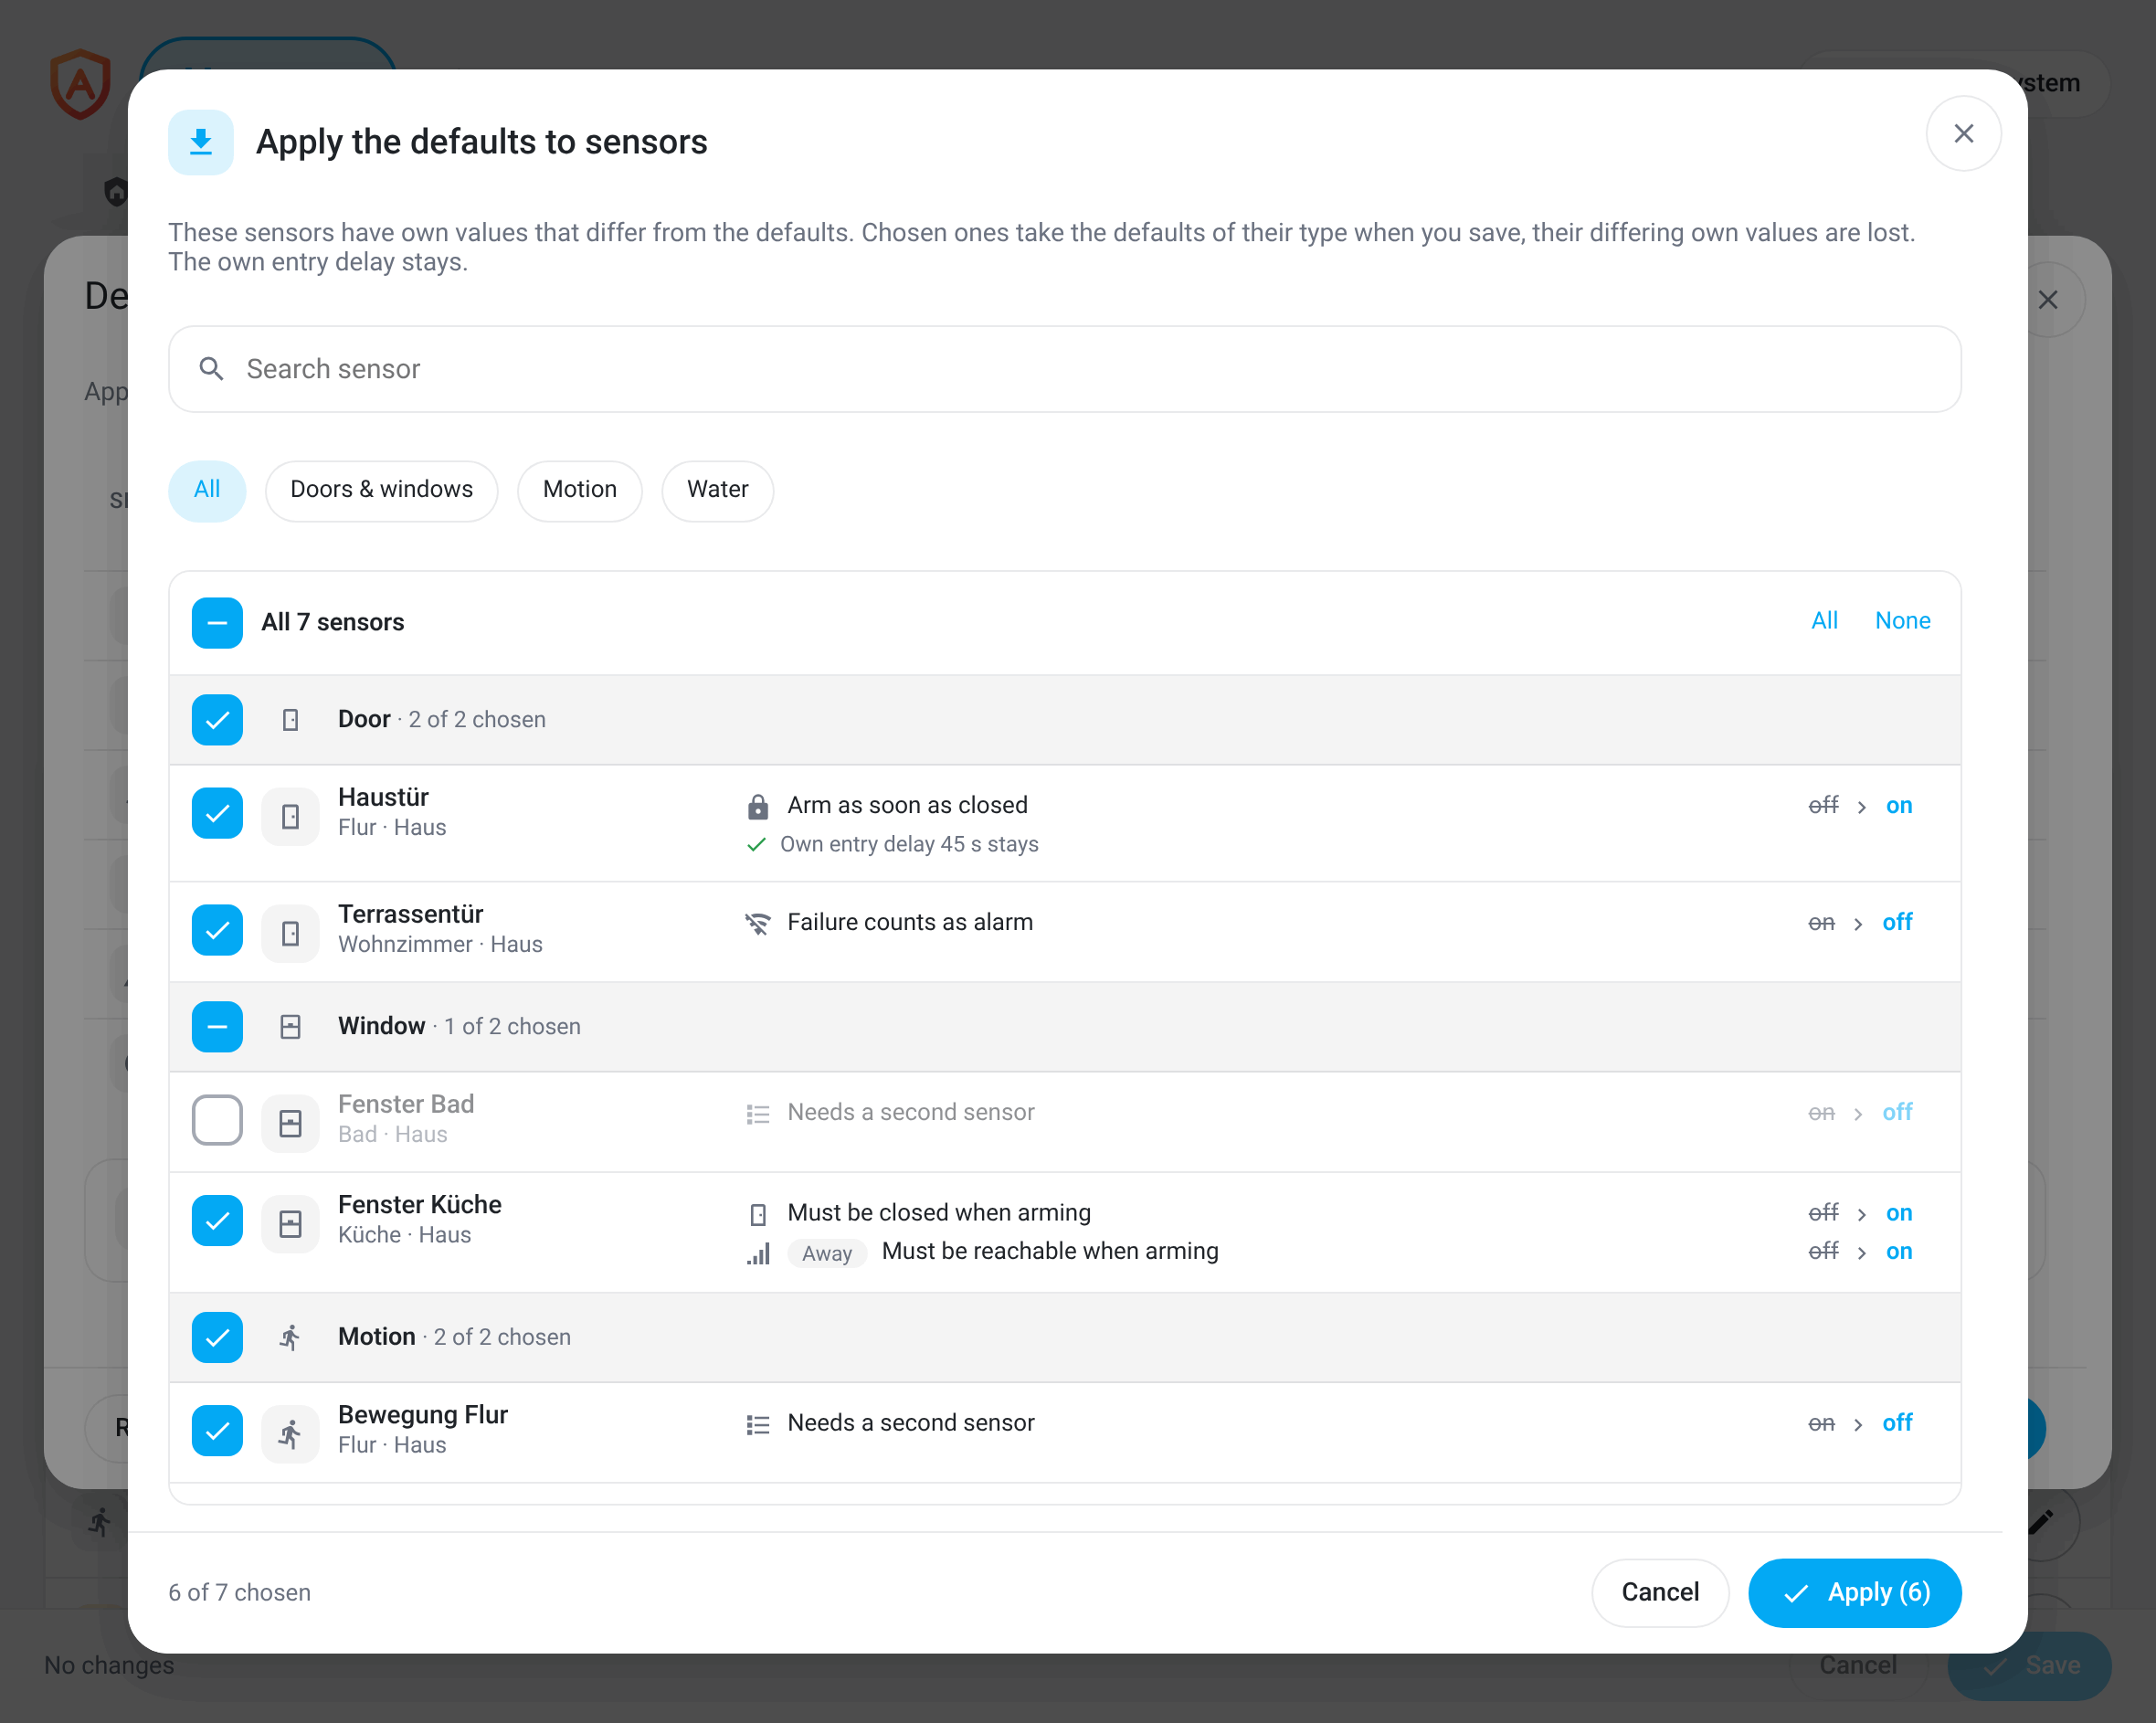 Apply the defaults to sensors
These sensors have own values that differ from the defaults. Chosen ones take the defaults of their type when you save, their differing own values are lost.
The own entry delay stays.
Search sensor
All
Doors & windows
Motion
Water
All 7 sensors
All
None
Door · 2 of 2 chosen
Haustür
Flur · Haus
Arm as soon as closed
off > on
Own entry delay 45 s stays
Terrassentür
Wohnzimmer · Haus
Failure counts as alarm
on > off
Window · 1 of 2 chosen
Fenster Bad
Bad · Haus
Needs a second sensor
on > off
Fenster Küche
Küche · Haus
Must be closed when arming
off > on
Away Must be reachable when arming
off > on
Motion · 2 of 2 chosen
Bewegung Flur
Flur · Haus
Needs a second sensor
on > off
6 of 7 chosen
Cancel
Apply (6)
No changes
Cancel
Save